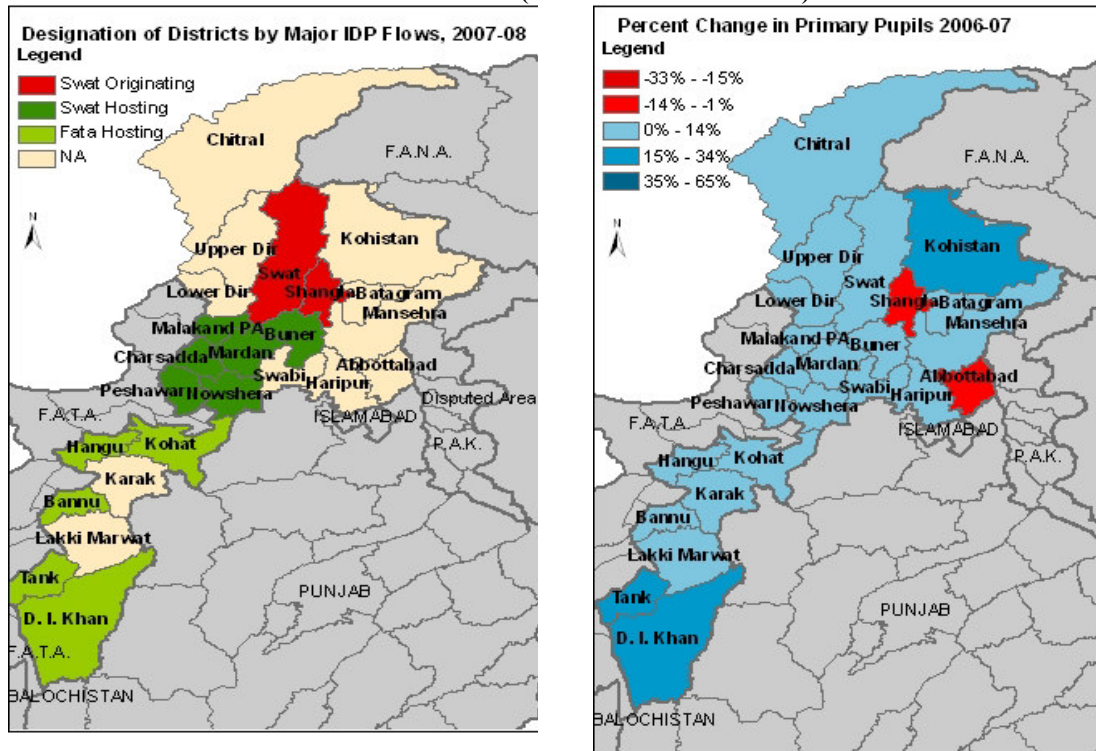 Designation of Districts by Major IDP Flows, 2007-08
Legend
Swat Originating
Swat Hosting
Fata Hosting
NA
N
Chitral
F.A.N.A.
Upper Dir
Kohistan
Swat
Lower Dir
Shangla
Batagram
Mansehra
Malakand PA
Buner
Charsadda
Mardan
Abbottabad
Swabi
Haripur
Peshawar
Nowshera
Disputed Area
F.A.T.A.
ISLAMABAD
P.A.K.
Hangu
Kohat
Karak
Bannu
Lakki Marwat
Tank
PUNJAB
D. I. Khan
F.A.T.A.
BALOCHISTAN
Percent Change in Primary Pupils 2006-07
Legend
-33% - -15%
-14% - -1%
0% - 14%
15% - 34%
35% - 65%
N
Chitral
F.A.N.A.
Kohistan
Upper Dir
Swat
Lower Dir
Shangla
Batagram
Mansehra
Malakand PA
Buner
Charsadda
Mardan
Abbottabad
Swabi
Haripur
Peshawar
Nowshera
F.A.T.A.
ISLAMABAD
P.A.K.
Hangu
Kohat
Karak
Bannu
Lakki Marwat
Tank
PUNJAB
D. I. Khan
BALOCHISTAN